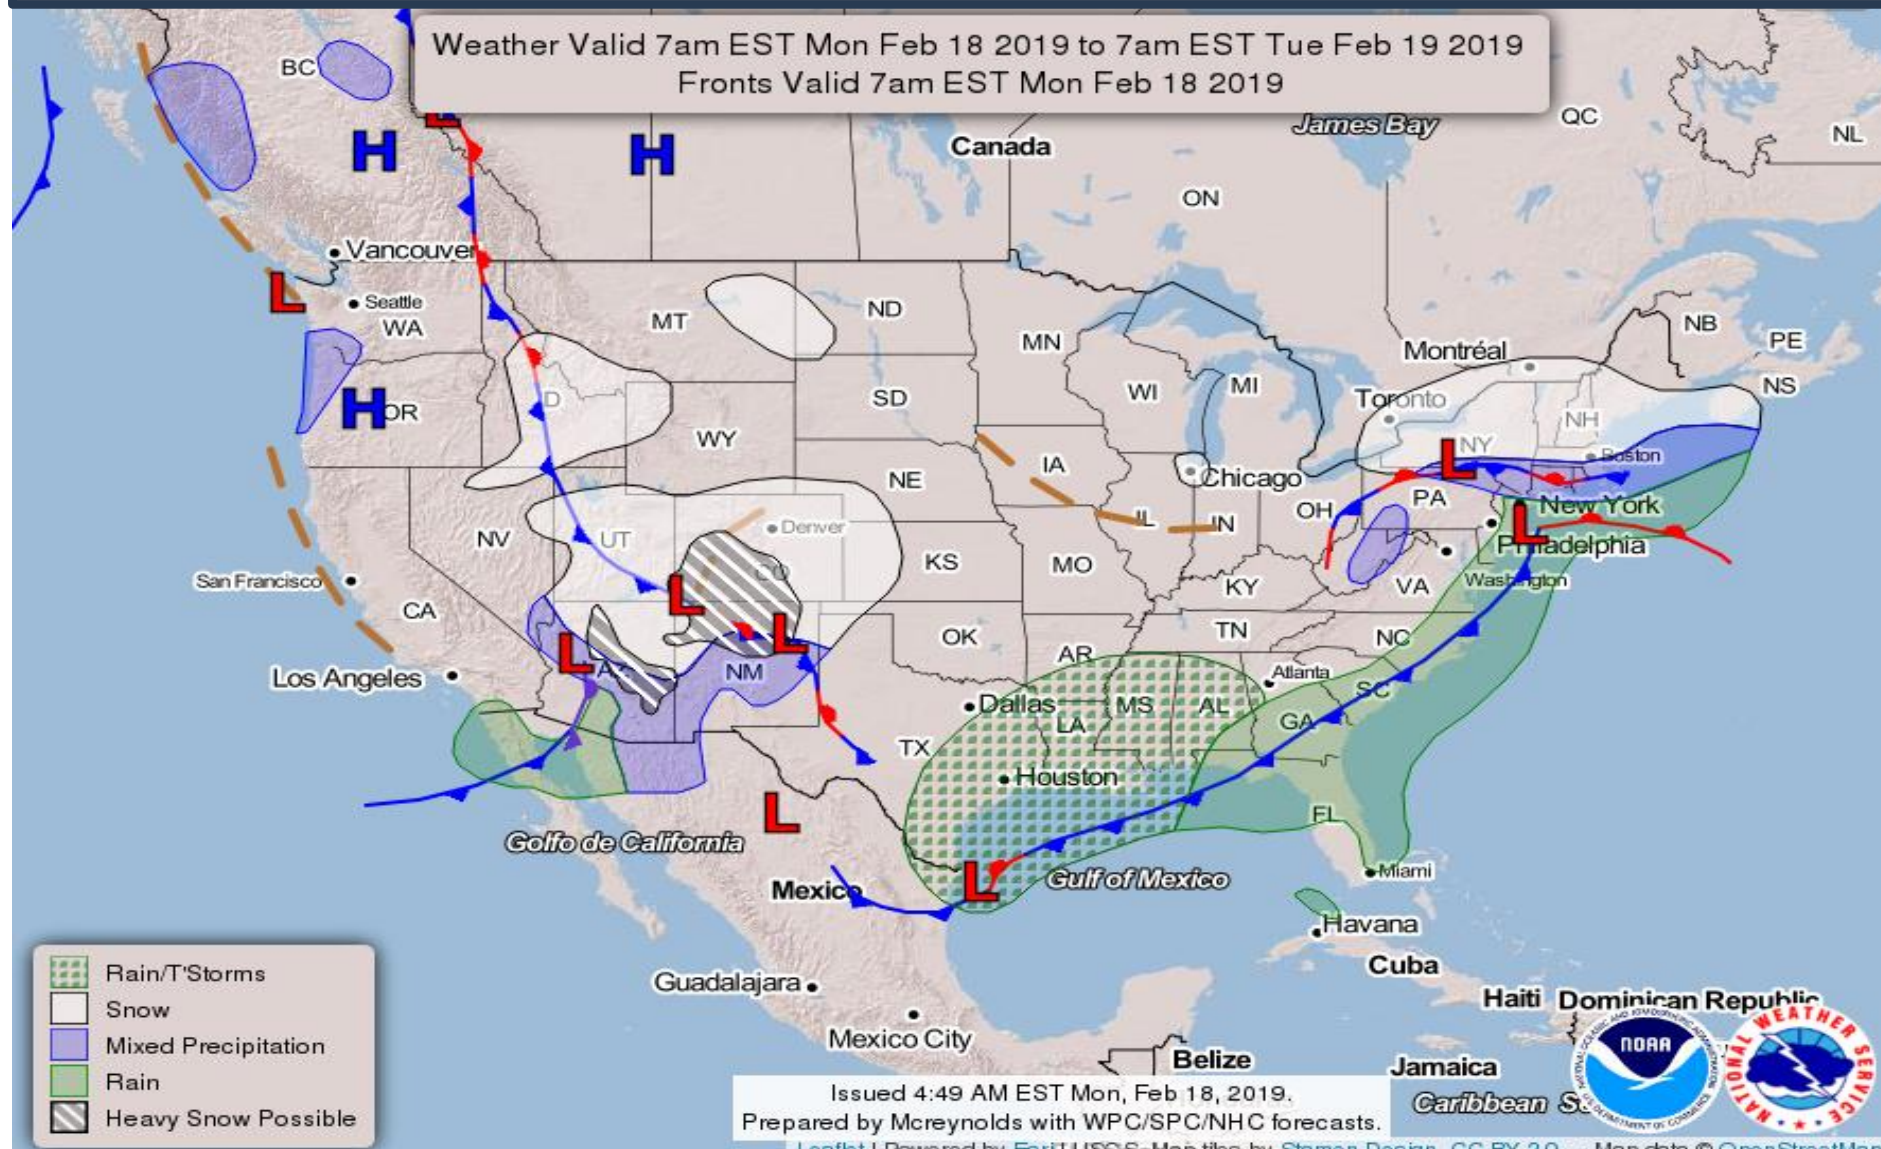 Weather Valid 7am EST Mon Feb 18 2019 to 7am EST Tue Feb 19 2019
Fronts Valid 7am EST Mon Feb 18 2019
BC
H
H
Canada
James Bay
QC
NL
ON
Vancouver
L
Seattle
WA
MT
ND
MN
Montréal
NB
PE
NS
H
OR
WY
SD
WI
MI
Toronto
NY
NH
L
Boston
NE
IA
Chicago
PA
New York
OH
IL
IN
NV
UT
Denver
CO
KS
MO
KY
VA
L
Philadelphia
Washington
San Francisco
CA
L
L
L
OK
AR
TN
NC
Los Angeles
NM
Dallas
MS
AL
Atlanta
SC
GA
LA
TX
Houston
FL
L
Golfo de California
Mexico
L
Gulf of Mexico
Miami
Havana
Cuba
Guadalajara
Mexico City
Haiti
Dominican Republic
Belize
Jamaica
Caribbean
Rain/T'Storms
Snow
Mixed Precipitation
Rain
Heavy Snow Possible
Issued 4:49 AM EST Mon, Feb 18, 2019.
Prepared by Mcreynolds with WPC/SPC/NHC forecasts.
NOAA
NATIONAL WEATHER SERVICE